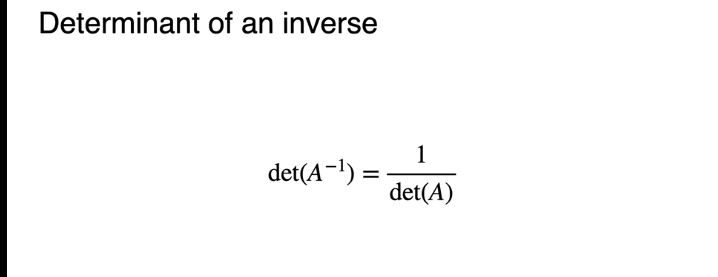 Determinant of an inverse
det(A⁻¹) = 1 / det(A)